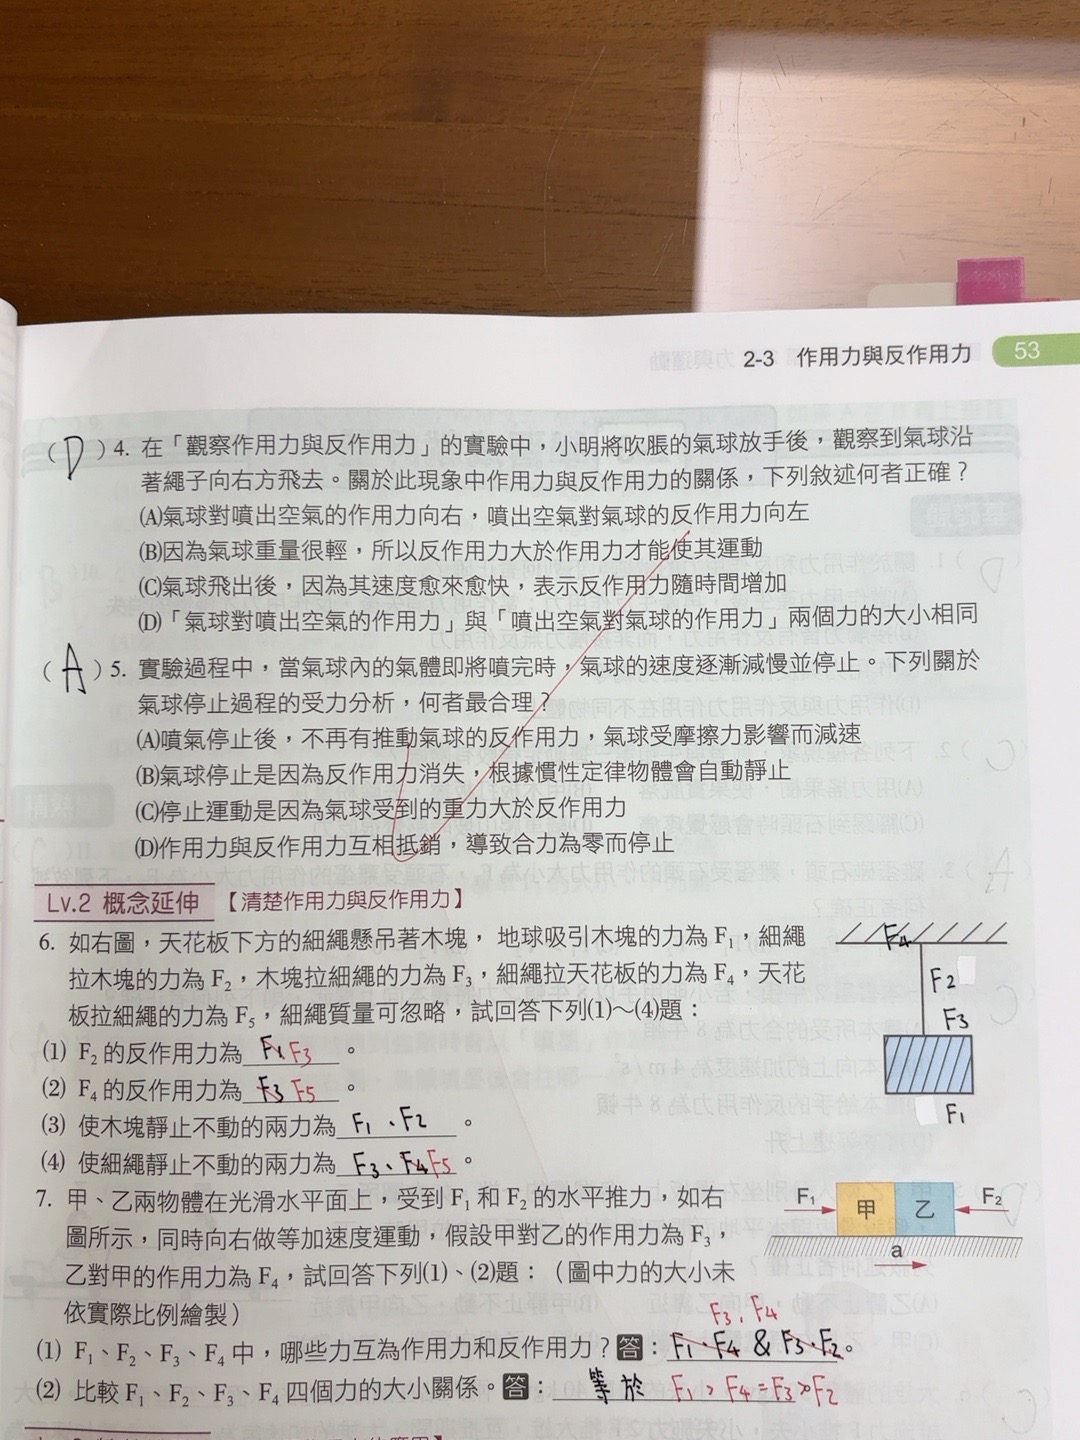 2-3 作用力與反作用力 53
(D)4. 在「觀察作用力與反作用力」的實驗中，小明將吹脹的氣球放手後，觀察到氣球沿
著繩子向右方飛去。關於此現象中作用力與反作用力的關係，下列敘述何者正確？
(A)氣球對噴出空氣的作用力向右，噴出空氣對氣球的反作用力向左
(B)因為氣球重量很輕，所以反作用力大於作用力才能使其運動
(C)氣球飛出後，因為其速度愈來愈快，表示反作用力隨時間增加
(D)「氣球對噴出空氣的作用力」與「噴出空氣對氣球的作用力」兩個力的大小相同
(A)5. 實驗過程中，當氣球內的氣體即將噴完時，氣球的速度逐漸減慢並停止。下列關於
氣球停止過程的受力分析，何者最合理？
(A)噴氣停止後，不再有推動氣球的反作用力，氣球受摩擦力影響而減速
(B)氣球停止是因為反作用力消失，根據慣性定律物體會自動靜止
(C)停止運動是因為氣球受到的重力大於反作用力
(D)作用力與反作用力互相抵銷，導致合力為零而停止
Lv.2 概念延伸 【清楚作用力與反作用力】
6. 如右圖，天花板下方的細繩懸吊著木塊，地球吸引木塊的力為 F₁，細繩
拉木塊的力為 F₂，木塊拉細繩的力為 F₃，細繩拉天花板的力為 F₄，天花
板拉細繩的力為 F₅，細繩質量可忽略，試回答下列(1)～(4)題：
F4
F2
F3
F1
(1) F₂ 的反作用力為 F1 F3 。
(2) F₄ 的反作用力為 F3 F5 。
(3) 使木塊靜止不動的兩力為 F1、F2 。
(4) 使細繩靜止不動的兩力為 F3、F4 F5 。
7. 甲、乙兩物體在光滑水平面上，受到 F₁ 和 F₂ 的水平推力，如右
圖所示，同時向右做等加速度運動，假設甲對乙的作用力為 F₃，
乙對甲的作用力為 F₄，試回答下列(1)、(2)題：（圖中力的大小未
依實際比例繪製）
F₁ 甲 乙 F₂
a
F3、F4
(1) F₁、F₂、F₃、F₄ 中，哪些力互為作用力和反作用力？答：F1、F4 & F3、F2。
(2) 比較 F₁、F₂、F₃、F₄ 四個力的大小關係。答：等於 F1 > F4 = F3 > F2